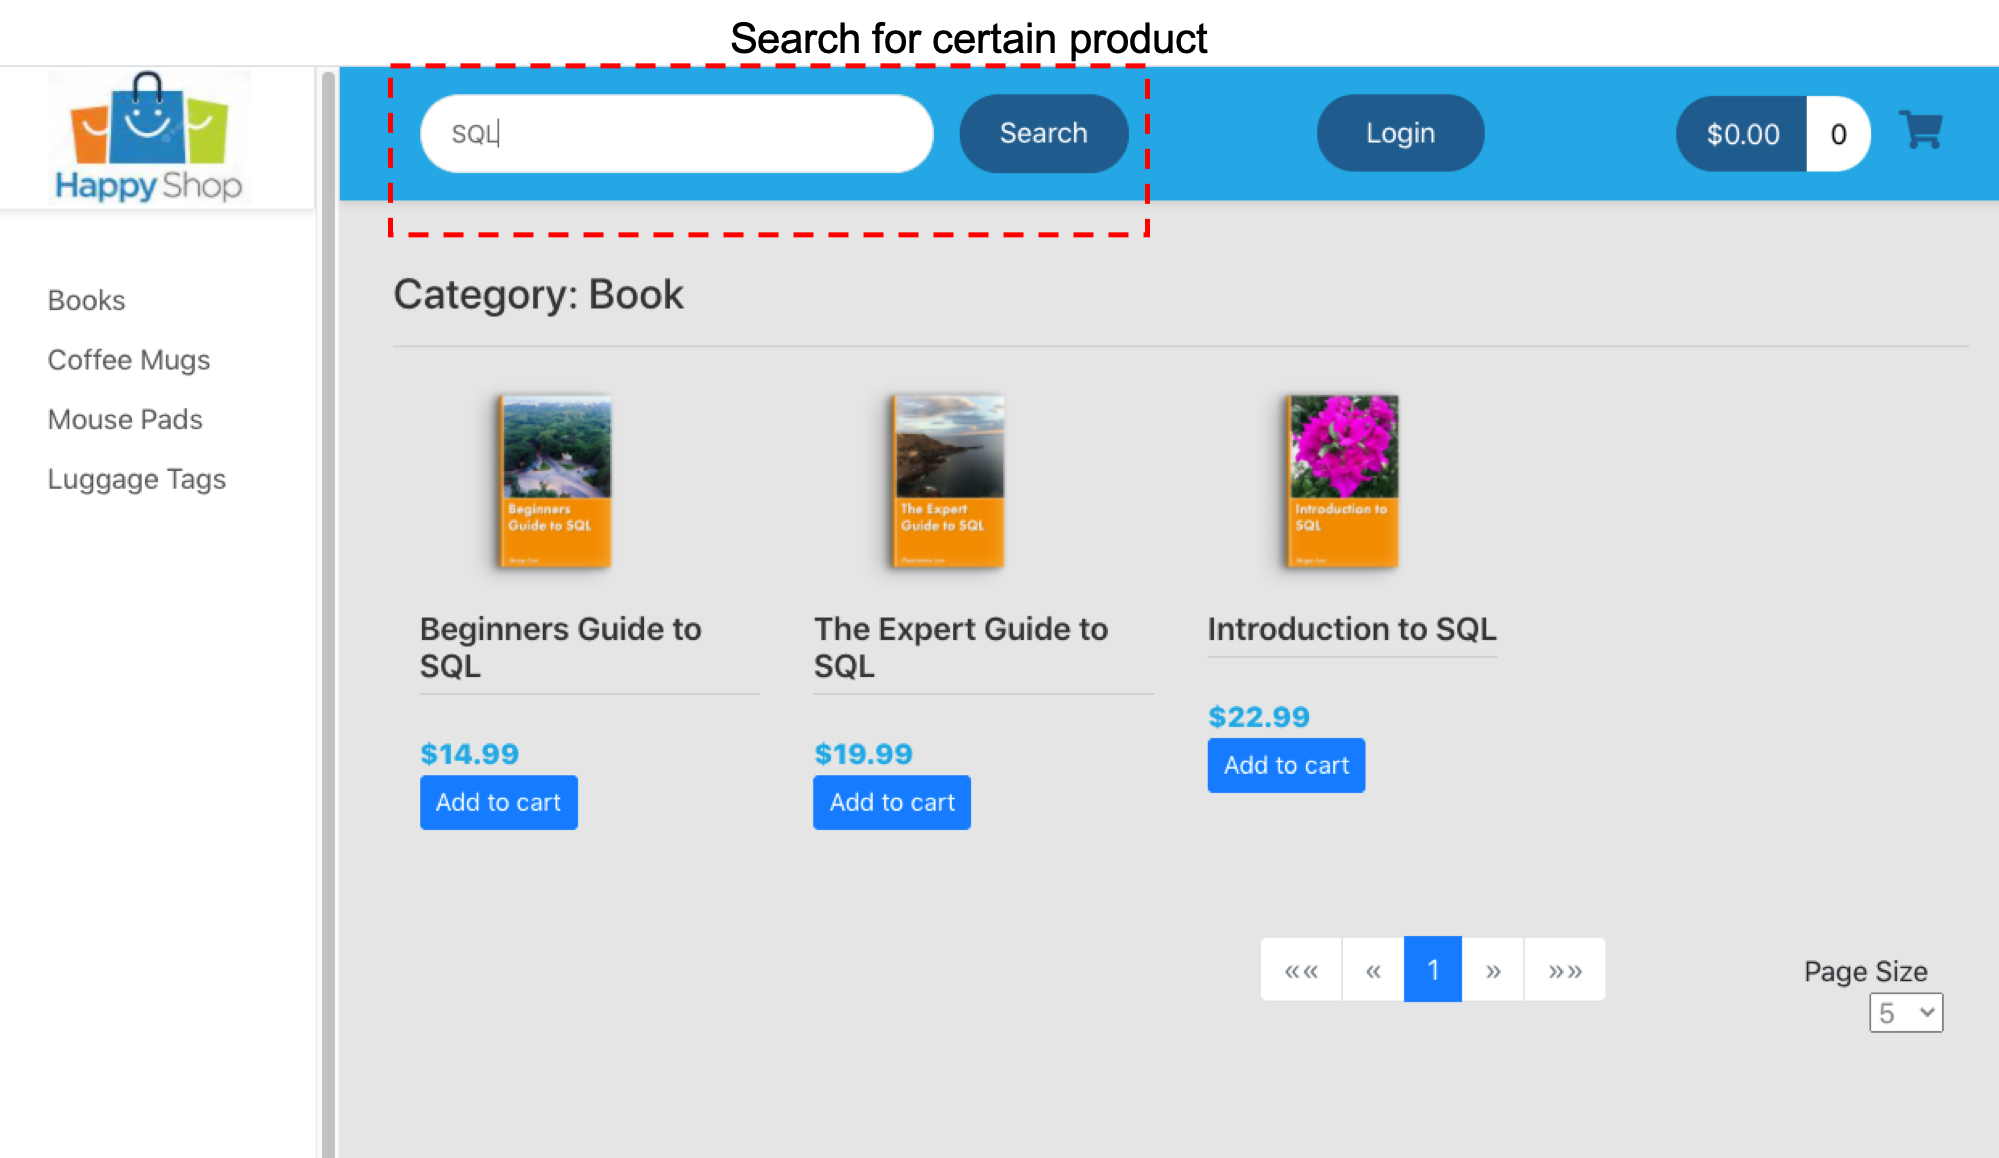 Search for certain product
Happy Shop
SQL
Search
Login
$0.00
0
Books
Coffee Mugs
Mouse Pads
Luggage Tags
Category: Book
Beginners
Guide to SQL
The Expert
Guide to SQL
Introduction to
SQL
Beginners Guide to
SQL
$14.99
Add to cart
The Expert Guide to
SQL
$19.99
Add to cart
Introduction to SQL
$22.99
Add to cart
«« « 1 » »»
Page Size
5